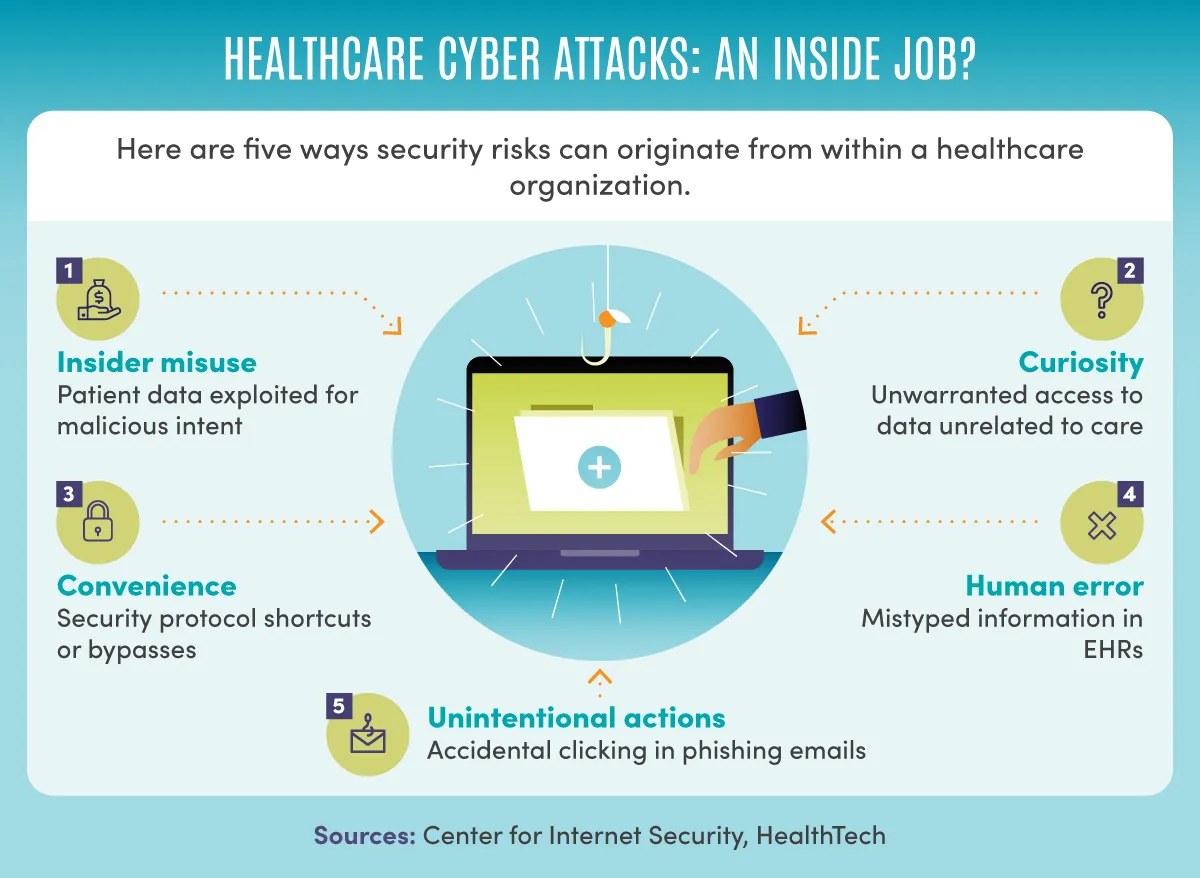 HEALTHCARE CYBER ATTACKS: AN INSIDE JOB?
Here are five ways security risks can originate from within a healthcare
organization.
1
Insider misuse
Patient data exploited for
malicious intent
2
Curiosity
Unwarranted access to
data unrelated to care
3
Convenience
Security protocol shortcuts
or bypasses
4
Human error
Mistyped information in
EHRs
5
Unintentional actions
Accidental clicking in phishing emails
Sources: Center for Internet Security, HealthTech